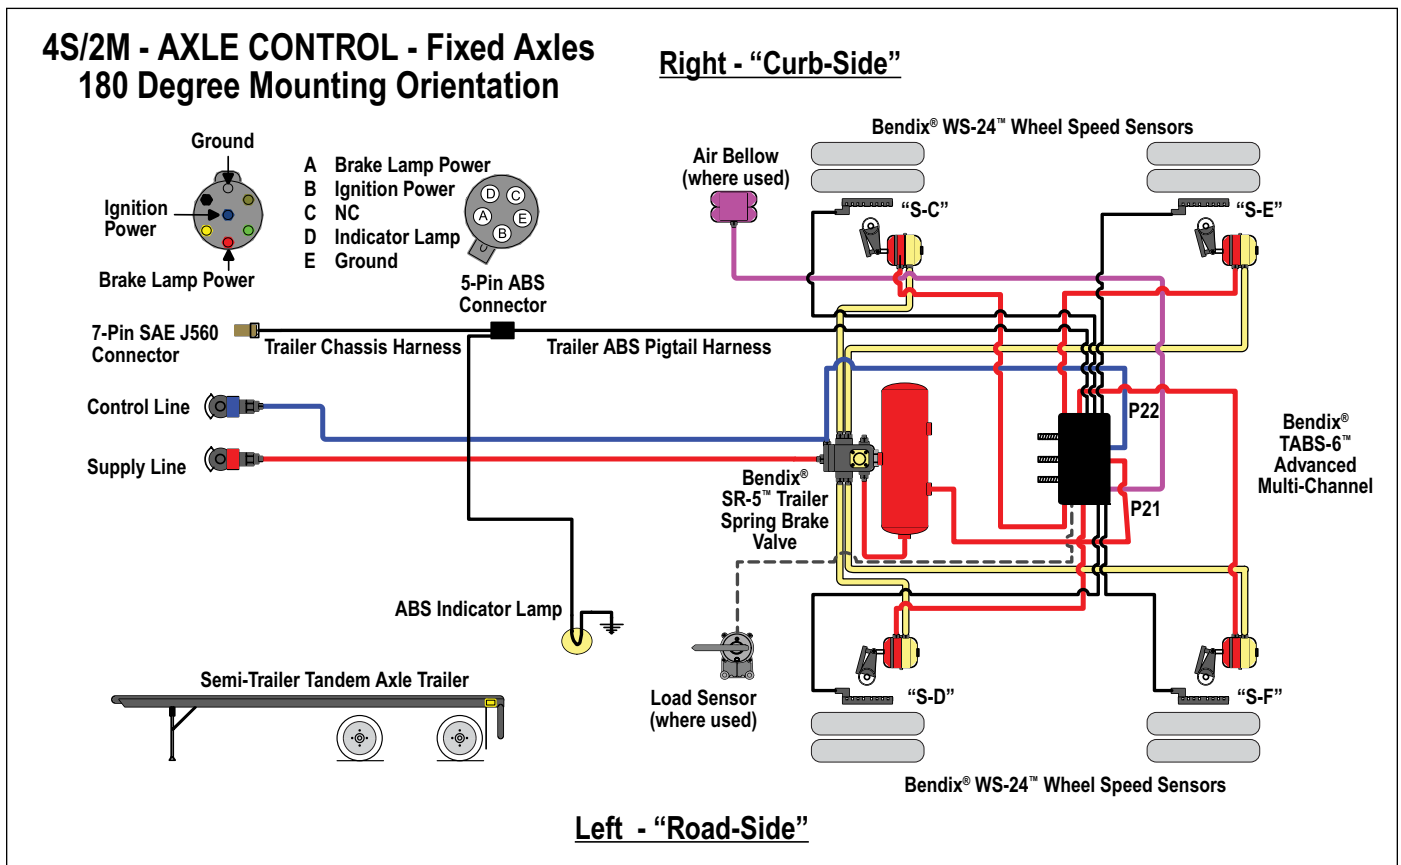 4S/2M - AXLE CONTROL - Fixed Axles
180 Degree Mounting Orientation
Right - “Curb-Side”
Bendix® WS-24™ Wheel Speed Sensors
Ground
Ignition
Power
Brake Lamp Power
A Brake Lamp Power
B Ignition Power
C NC
D Indicator Lamp
E Ground
D
C
A
E
B
5-Pin ABS
Connector
Air Bellow
(where used)
“S-C”
“S-E”
7-Pin SAE J560
Connector
Trailer Chassis Harness
Trailer ABS Pigtail Harness
Control Line
Supply Line
P22
Bendix®
TABS-6™
Advanced
Multi-Channel
P21
Bendix®
SR-5™ Trailer
Spring Brake
Valve
ABS Indicator Lamp
Semi-Trailer Tandem Axle Trailer
Load Sensor
(where used)
“S-D”
“S-F”
Bendix® WS-24™ Wheel Speed Sensors
Left - “Road-Side”